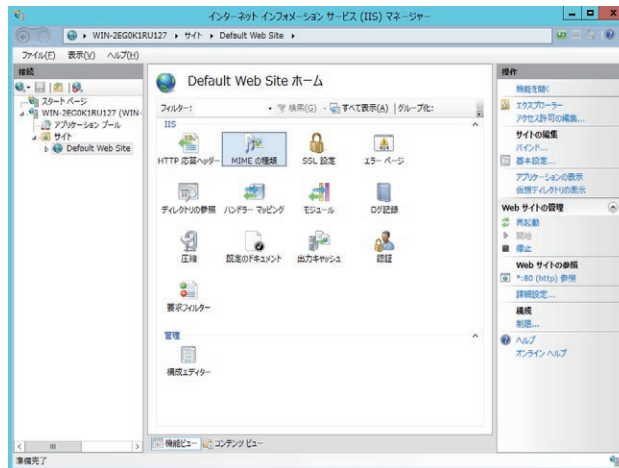 インターネット インフォメーション サービス (IIS) マネージャー
WIN-2EG0K1RU127 ▸ サイト ▸ Default Web Site ▸
ファイル(F) 表示(V) ヘルプ(H)
接続
スタート ページ
WIN-2EG0K1RU127 (WIN-
アプリケーション プール
サイト
Default Web Site
Default Web Site ホーム
フィルター: 検索(G) すべて表示(A) グループ化:
IIS
HTTP 応答ヘッダー MIME の種類 SSL 設定 エラー ページ
ディレクトリの参照 ハンドラー マッピング モジュール ログ記録
圧縮 既定のドキュメント 出力キャッシュ 認証
要求フィルター
管理
構成エディター
機能ビュー コンテンツ ビュー
操作
機能を開く
エクスプローラー
アクセス許可の編集...
サイトの編集
バインド...
基本設定...
アプリケーションの表示
仮想ディレクトリの表示
Web サイトの管理
再起動
開始
停止
Web サイトの参照
*:80 (http) 参照
詳細設定...
構成
制限...
ヘルプ
オンライン ヘルプ
準備完了